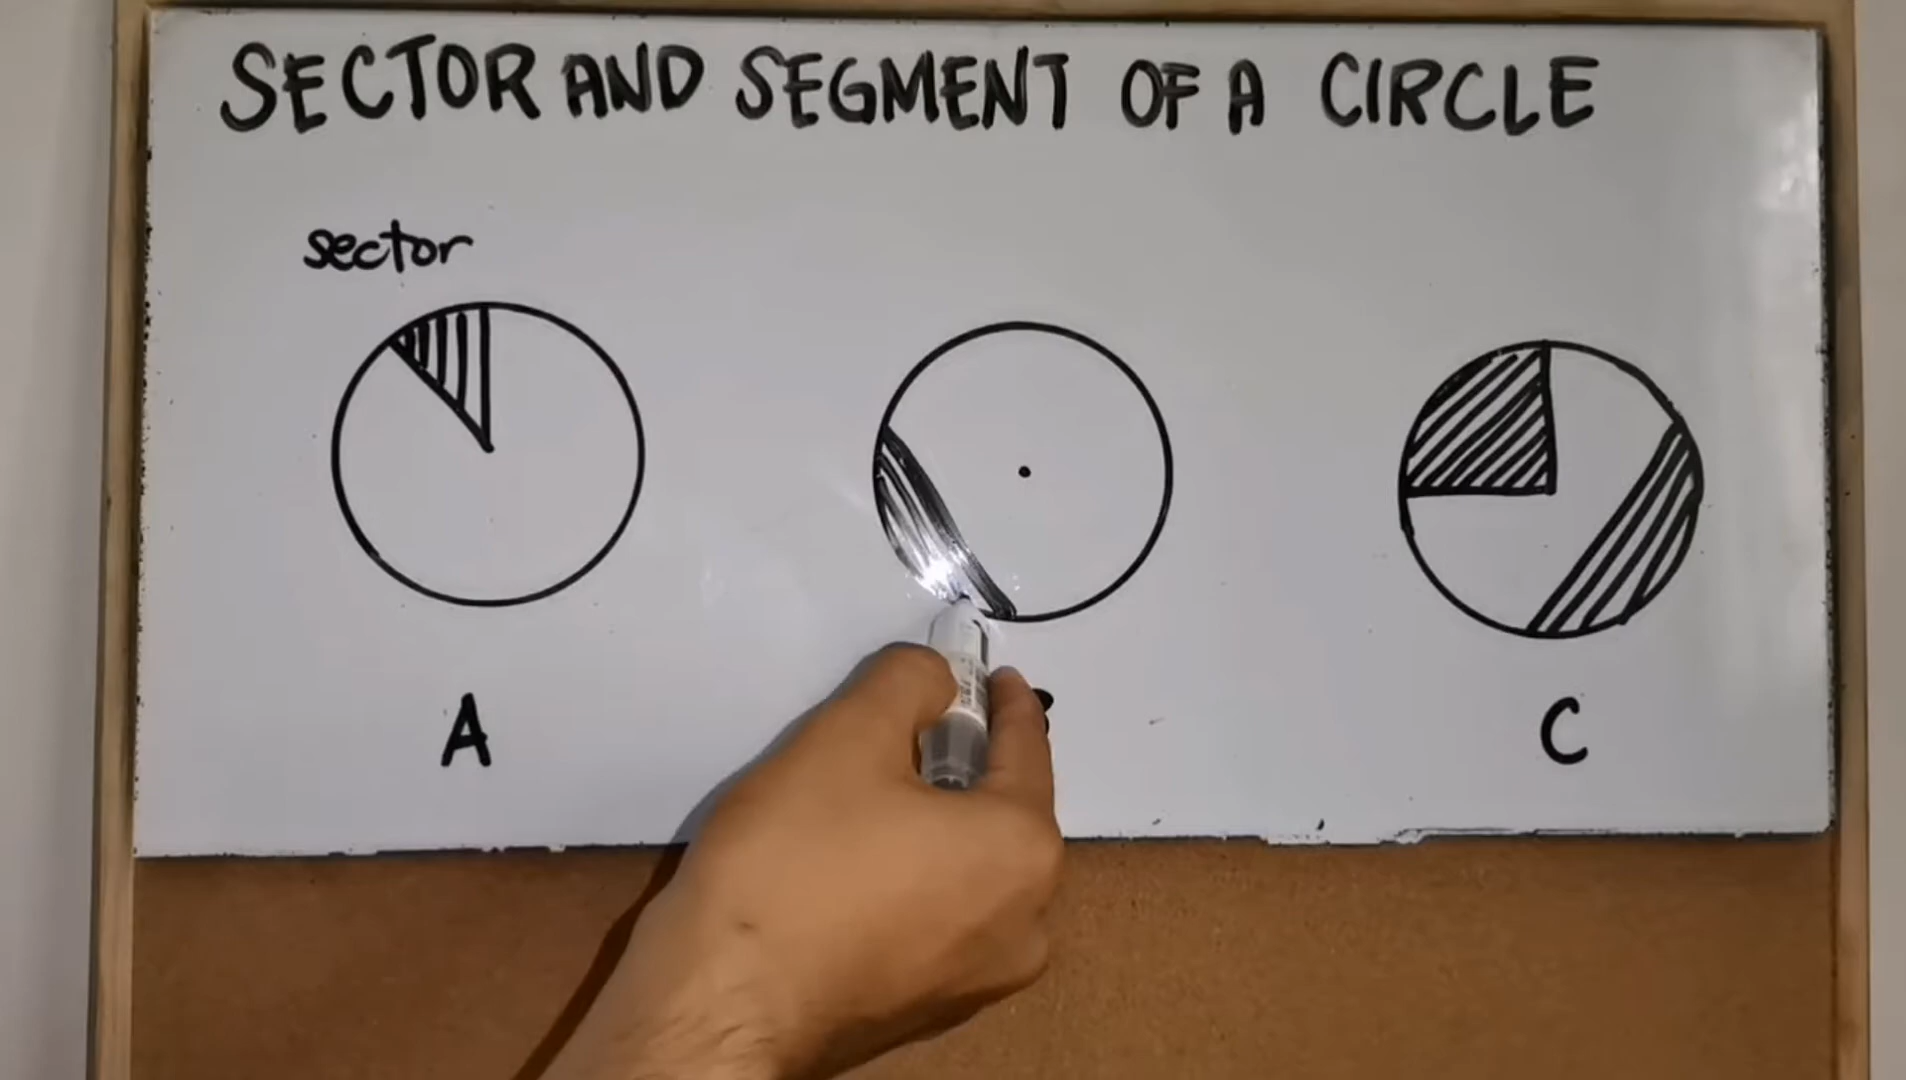 SECTOR AND SEGMENT OF A CIRCLE
sector
A
C